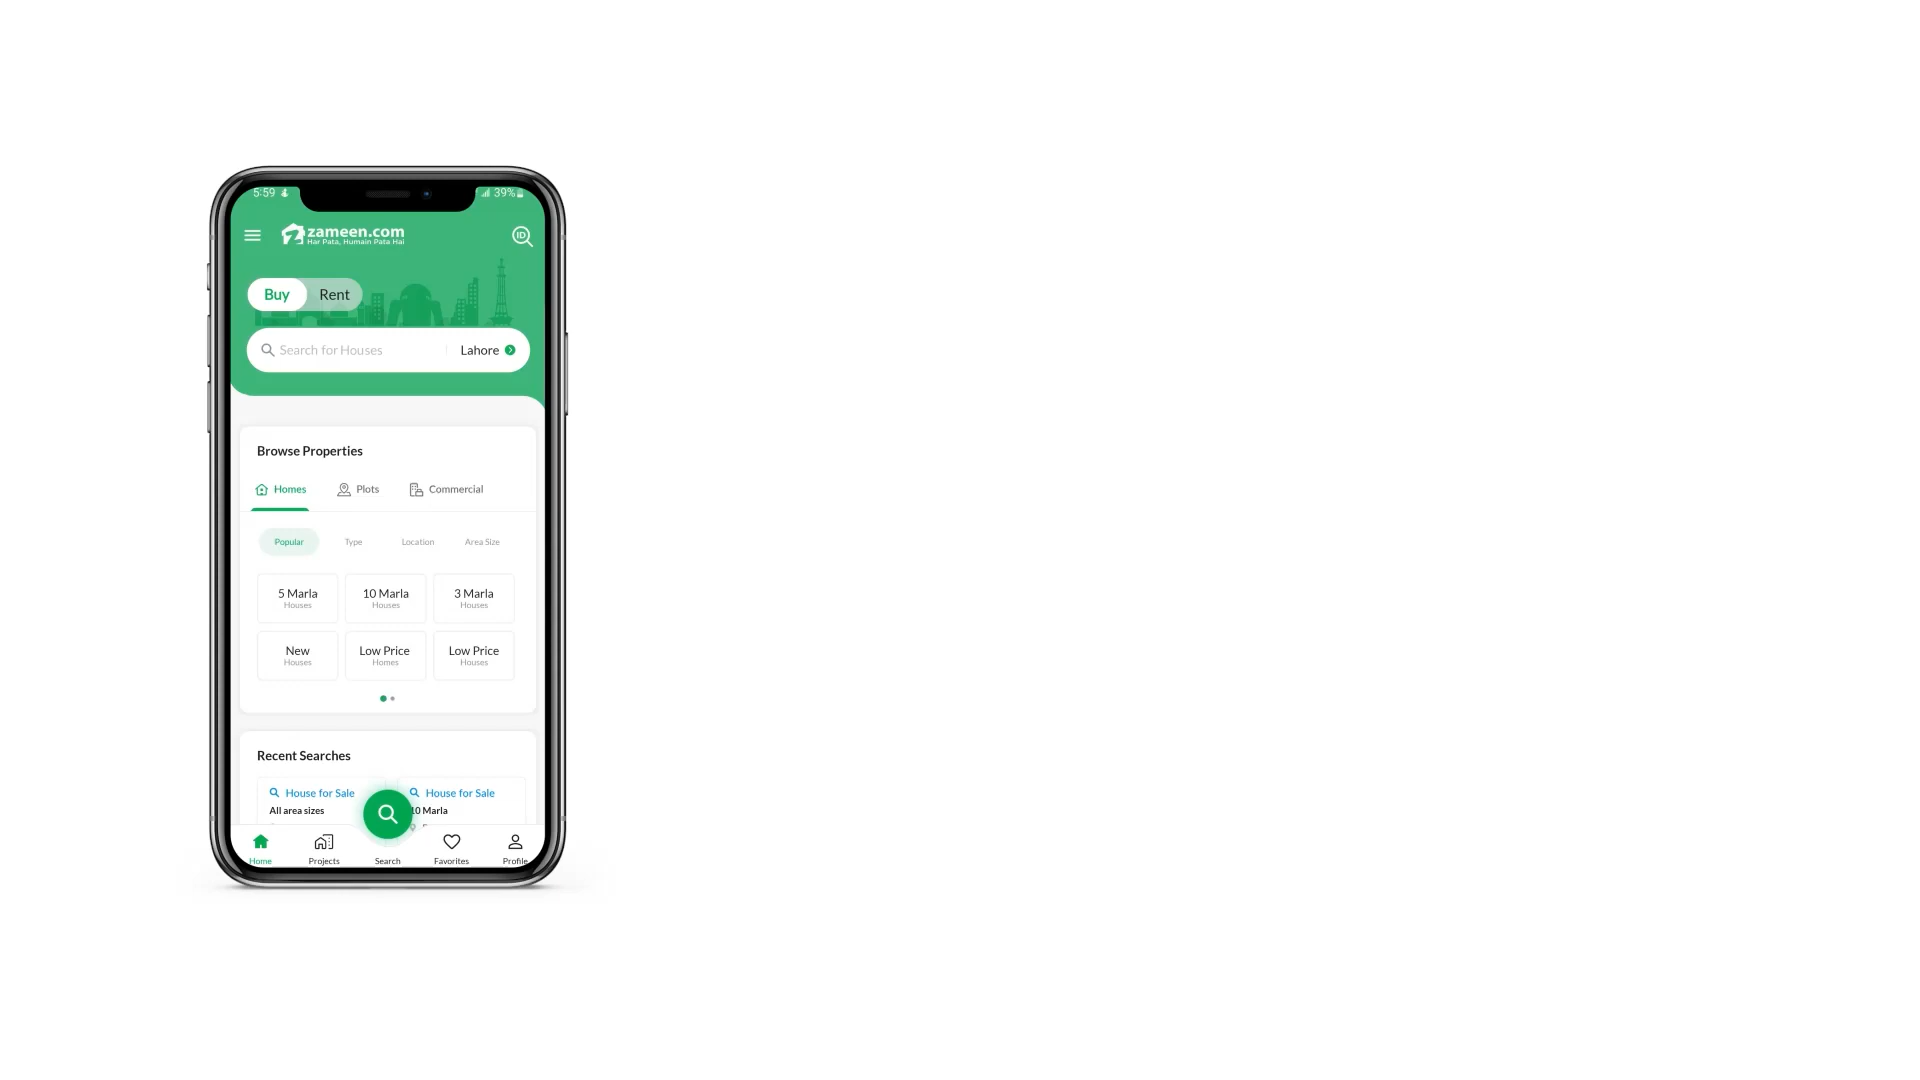 5:59
39%
zameen.com
Har Pata, Humain Pata Hai
ID
Buy Rent
Search for Houses Lahore
Browse Properties
Homes Plots Commercial
Popular Type Location Area Size
5 Marla 10 Marla 3 Marla
Houses Houses Houses
New Low Price Low Price
Houses Homes Houses
Recent Searches
House for Sale House for Sale
All area sizes 10 Marla
Home Projects Search Favorites Profile